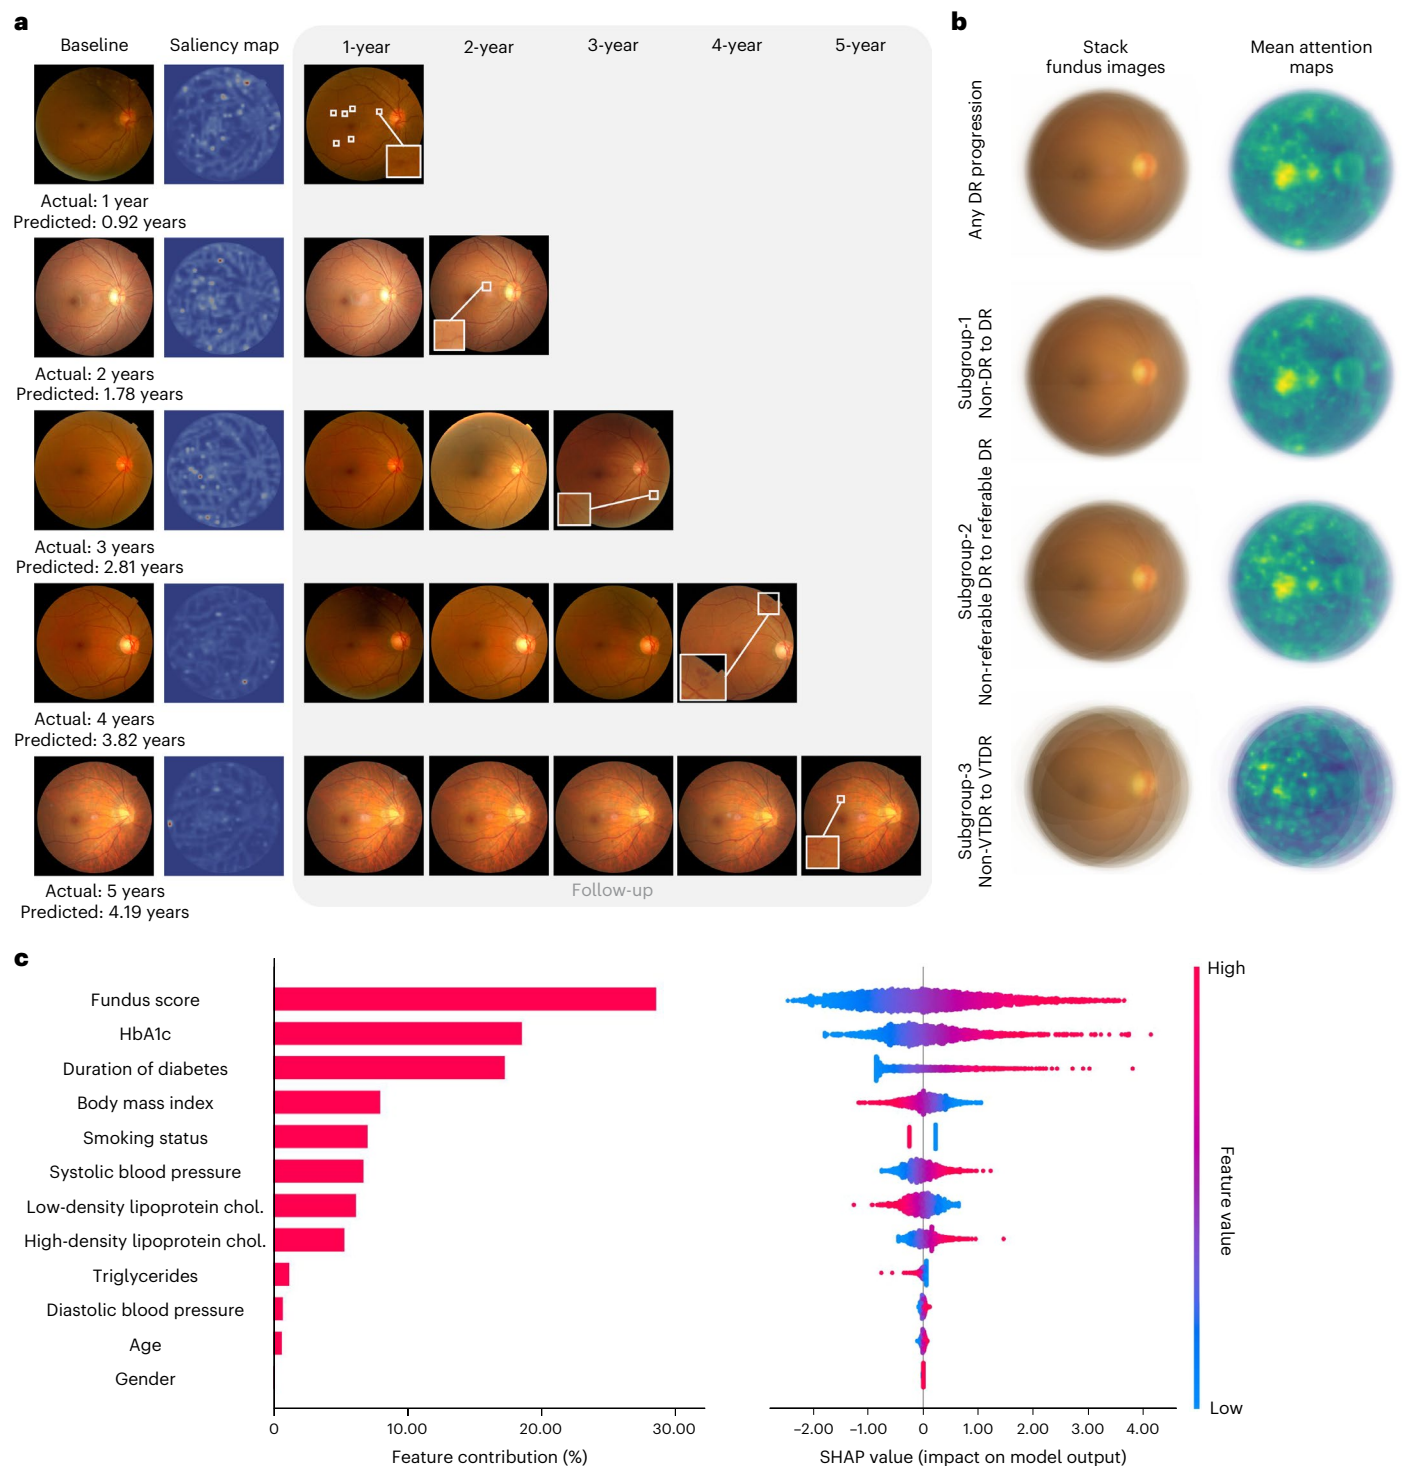 a
Baseline
Saliency map
1-year
2-year
3-year
4-year
5-year
Actual: 1 year
Predicted: 0.92 years
Actual: 2 years
Predicted: 1.78 years
Actual: 3 years
Predicted: 2.81 years
Actual: 4 years
Predicted: 3.82 years
Actual: 5 years
Predicted: 4.19 years
Follow-up
b
Stack
fundus images
Mean attention
maps
Any DR progression
Subgroup-1
Non-DR to DR
Subgroup-2
Non-referable DR to referable DR
Subgroup-3
Non-VTDR to VTDR
c
Fundus score
HbA1c
Duration of diabetes
Body mass index
Smoking status
Systolic blood pressure
Low-density lipoprotein chol.
High-density lipoprotein chol.
Triglycerides
Diastolic blood pressure
Age
Gender
0 10.00 20.00 30.00
Feature contribution (%)
−2.00 −1.00 0 1.00 2.00 3.00 4.00
SHAP value (impact on model output)
High
Feature value
Low